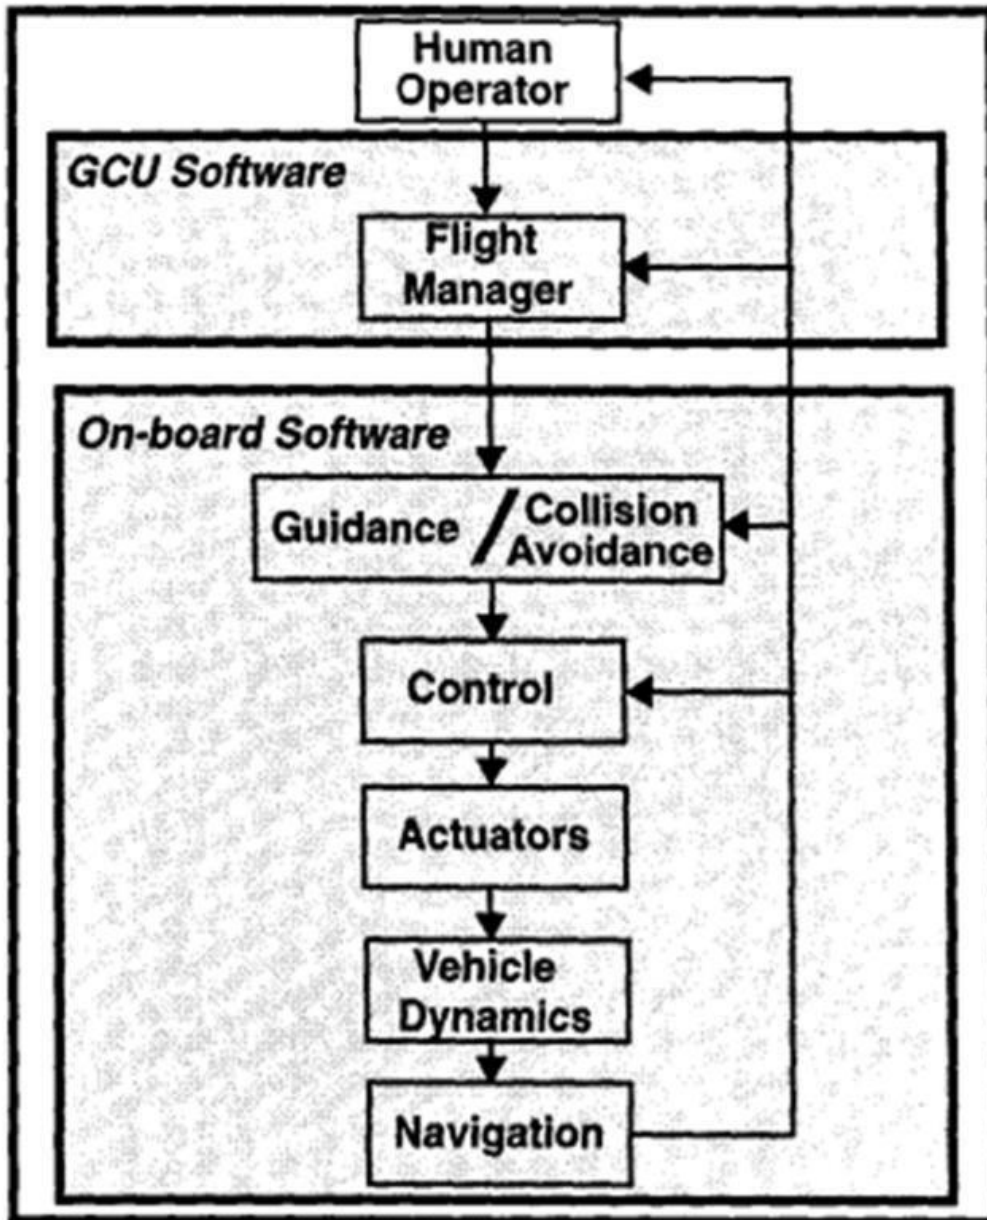 Human
Operator
GCU Software
Flight
Manager
On-board Software
Guidance / Collision
Avoidance
Control
Actuators
Vehicle
Dynamics
Navigation